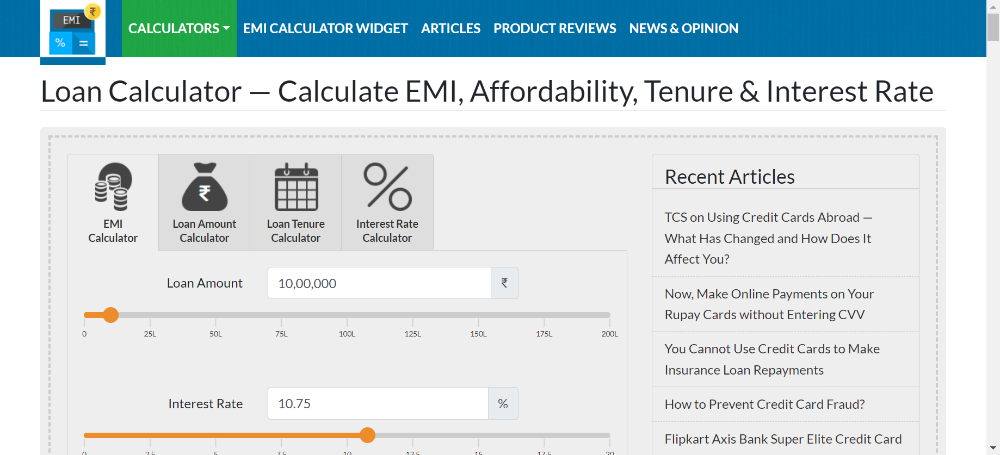 EMI
₹
% =
CALCULATORS EMI CALCULATOR WIDGET ARTICLES PRODUCT REVIEWS NEWS & OPINION
Loan Calculator — Calculate EMI, Affordability, Tenure & Interest Rate
EMI
Calculator
₹
Loan Amount
Calculator
Loan Tenure
Calculator
Interest Rate
Calculator
Loan Amount 10,00,000 ₹
0 25L 50L 75L 100L 125L 150L 175L 200L
Interest Rate 10.75 %
0 2.5 5 7.5 10 12.5 15 17.5 20
Recent Articles
TCS on Using Credit Cards Abroad —
What Has Changed and How Does It
Affect You?
Now, Make Online Payments on Your
Rupay Cards without Entering CVV
You Cannot Use Credit Cards to Make
Insurance Loan Repayments
How to Prevent Credit Card Fraud?
Flipkart Axis Bank Super Elite Credit Card